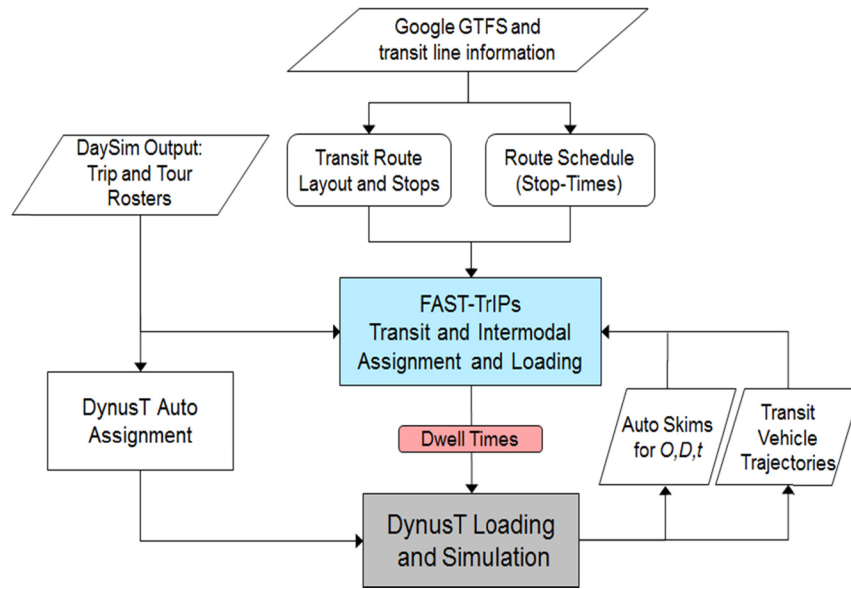 Google GTFS and
transit line information
DaySim Output:
Trip and Tour
Rosters
Transit Route
Layout and Stops
Route Schedule
(Stop-Times)
FAST-TrIPs
Transit and Intermodal
Assignment and Loading
DynusT Auto
Assignment
Dwell Times
Auto Skims
for O,D,t
Transit
Vehicle
Trajectories
DynusT Loading
and Simulation